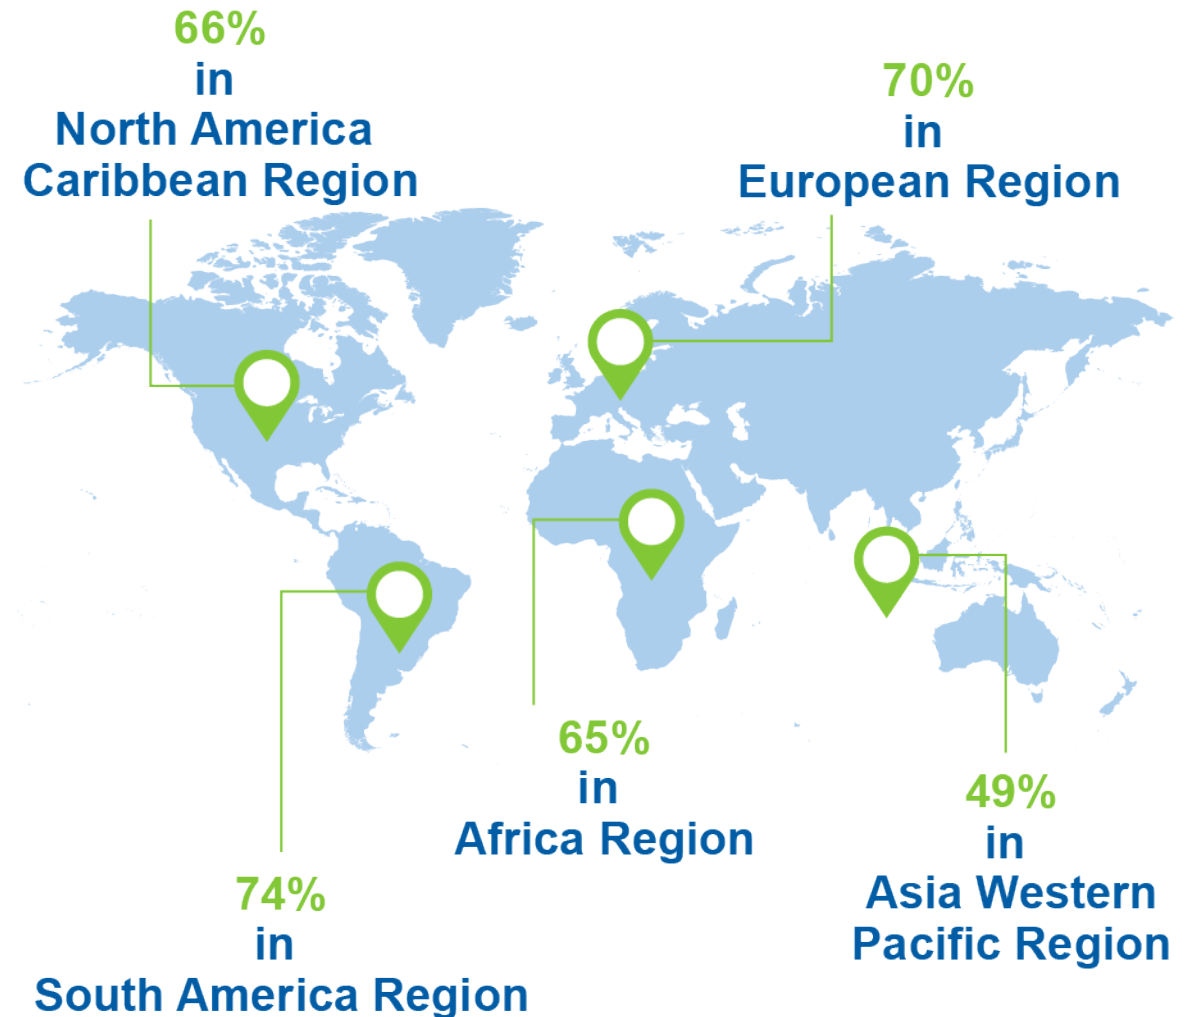 66%
in
North America
Caribbean Region
70%
in
European Region
65%
in
Africa Region
49%
in
Asia Western
Pacific Region
74%
in
South America Region